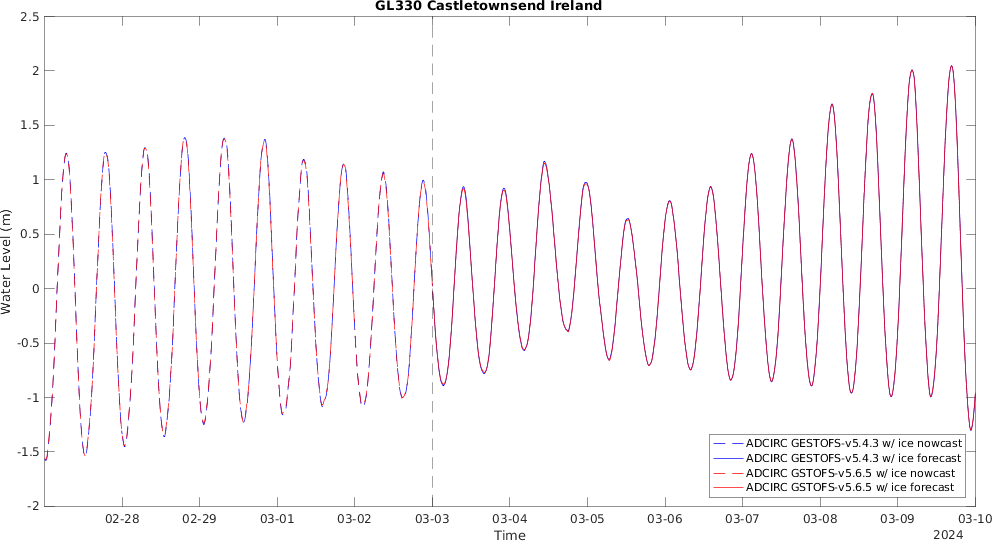 GL330 Castletownsend Ireland
2.5
2
1.5
1
0.5
0
-0.5
-1
-1.5
-2
Water Level (m)
ADCIRC GESTOFS-v5.4.3 w/ ice nowcast
ADCIRC GESTOFS-v5.4.3 w/ ice forecast
ADCIRC GSTOFS-v5.6.5 w/ ice nowcast
ADCIRC GSTOFS-v5.6.5 w/ ice forecast
02-28 02-29 03-01 03-02 03-03 03-04 03-05 03-06 03-07 03-08 03-09 03-10
Time
2024